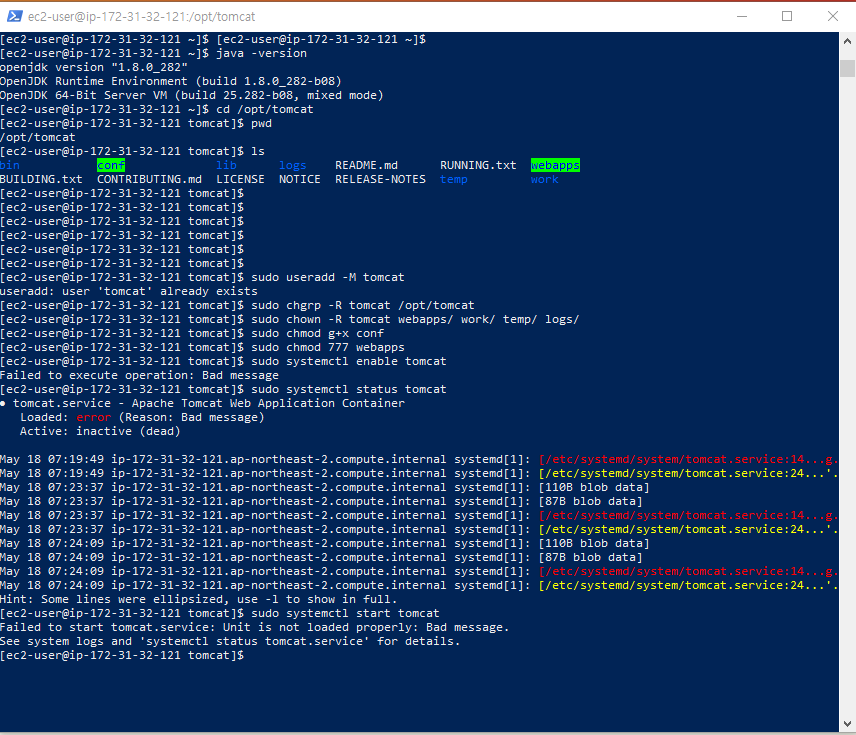 ec2-user@ip-172-31-32-121:/opt/tomcat
[ec2-user@ip-172-31-32-121 ~]$ [ec2-user@ip-172-31-32-121 ~]$
[ec2-user@ip-172-31-32-121 ~]$ java -version
openjdk version "1.8.0_282"
OpenJDK Runtime Environment (build 1.8.0_282-b08)
OpenJDK 64-Bit Server VM (build 25.282-b08, mixed mode)
[ec2-user@ip-172-31-32-121 ~]$ cd /opt/tomcat
[ec2-user@ip-172-31-32-121 tomcat]$ pwd
/opt/tomcat
[ec2-user@ip-172-31-32-121 tomcat]$ ls
bin conf lib logs README.md RUNNING.txt webapps
BUILDING.txt CONTRIBUTING.md LICENSE NOTICE RELEASE-NOTES temp work
[ec2-user@ip-172-31-32-121 tomcat]$
[ec2-user@ip-172-31-32-121 tomcat]$
[ec2-user@ip-172-31-32-121 tomcat]$
[ec2-user@ip-172-31-32-121 tomcat]$
[ec2-user@ip-172-31-32-121 tomcat]$
[ec2-user@ip-172-31-32-121 tomcat]$
[ec2-user@ip-172-31-32-121 tomcat]$ sudo useradd -M tomcat
useradd: user 'tomcat' already exists
[ec2-user@ip-172-31-32-121 tomcat]$ sudo chgrp -R tomcat /opt/tomcat
[ec2-user@ip-172-31-32-121 tomcat]$ sudo chown -R tomcat webapps/ work/ temp/ logs/
[ec2-user@ip-172-31-32-121 tomcat]$ sudo chmod g+x conf
[ec2-user@ip-172-31-32-121 tomcat]$ sudo chmod 777 webapps
[ec2-user@ip-172-31-32-121 tomcat]$ sudo systemctl enable tomcat
Failed to execute operation: Bad message
[ec2-user@ip-172-31-32-121 tomcat]$ sudo systemctl status tomcat
● tomcat.service - Apache Tomcat Web Application Container
Loaded: error (Reason: Bad message)
Active: inactive (dead)
May 18 07:19:49 ip-172-31-32-121.ap-northeast-2.compute.internal systemd[1]: [/etc/systemd/system/tomcat.service:14...g.
May 18 07:19:49 ip-172-31-32-121.ap-northeast-2.compute.internal systemd[1]: [/etc/systemd/system/tomcat.service:24...'.
May 18 07:23:37 ip-172-31-32-121.ap-northeast-2.compute.internal systemd[1]: [110B blob data]
May 18 07:23:37 ip-172-31-32-121.ap-northeast-2.compute.internal systemd[1]: [87B blob data]
May 18 07:23:37 ip-172-31-32-121.ap-northeast-2.compute.internal systemd[1]: [/etc/systemd/system/tomcat.service:14...g.
May 18 07:23:37 ip-172-31-32-121.ap-northeast-2.compute.internal systemd[1]: [/etc/systemd/system/tomcat.service:24...'.
May 18 07:24:09 ip-172-31-32-121.ap-northeast-2.compute.internal systemd[1]: [110B blob data]
May 18 07:24:09 ip-172-31-32-121.ap-northeast-2.compute.internal systemd[1]: [87B blob data]
May 18 07:24:09 ip-172-31-32-121.ap-northeast-2.compute.internal systemd[1]: [/etc/systemd/system/tomcat.service:14...g.
May 18 07:24:09 ip-172-31-32-121.ap-northeast-2.compute.internal systemd[1]: [/etc/systemd/system/tomcat.service:24...'.
Hint: Some lines were ellipsized, use -l to show in full.
[ec2-user@ip-172-31-32-121 tomcat]$ sudo systemctl start tomcat
Failed to start tomcat.service: Unit is not loaded properly: Bad message.
See system logs and 'systemctl status tomcat.service' for details.
[ec2-user@ip-172-31-32-121 tomcat]$